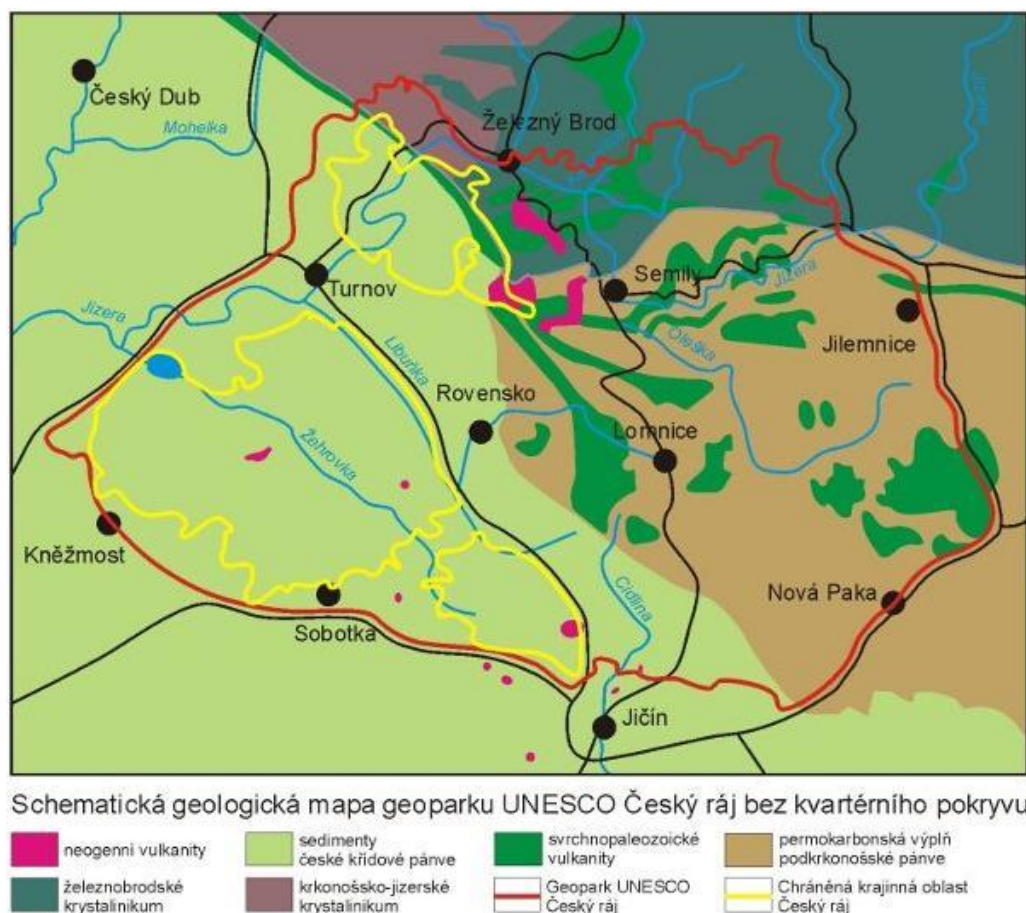 Český Dub
Mohelka
Železný Brod
Turnov
Semily
Jizera
Jizera
Jilemnice
Oleška
Libuňka
Rovensko
Lomnice
Žehrovka
Kněžmost
Sobotka
Cidlina
Nová Paka
Jičín
Schematická geologická mapa geoparku UNESCO Český ráj bez kvartérního pokryvu
neogenni vulkanity
sedimenty
české křídové pánve
svrchnopaleozoické
vulkanity
permokarbonská výplň
podkrkonošské pánve
železnobrodské
krystalinikum
krkonošsko-jizerské
krystalinikum
Geopark UNESCO
Český ráj
Chráněná krajinná oblast
Český ráj